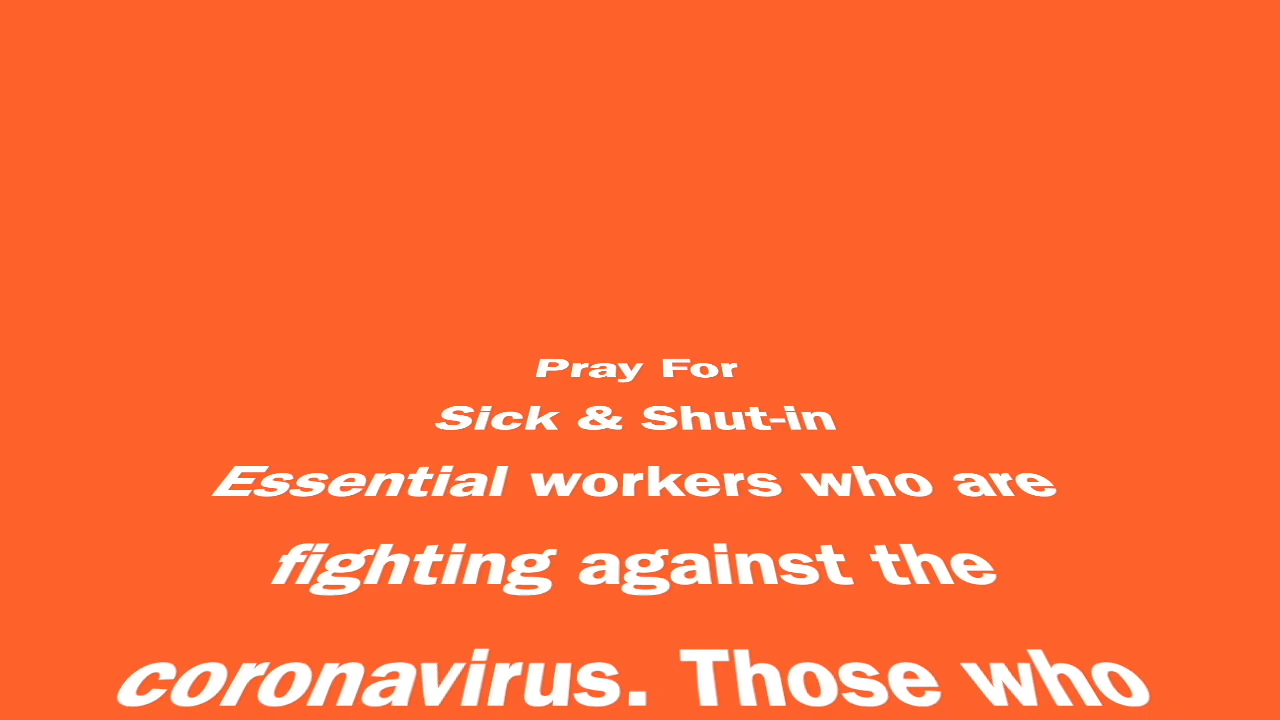 Pray For
Sick & Shut-in
Essential workers who are
fighting against the
coronavirus. Those who